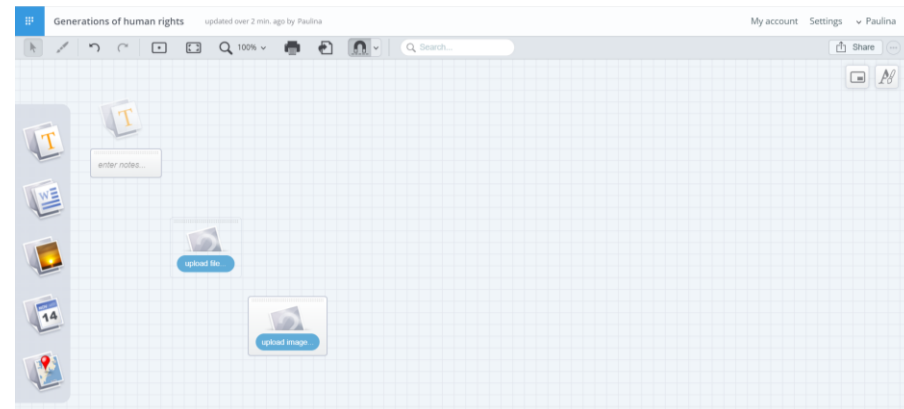 Generations of human rights updated over 2 min. ago by Paulina My account Settings Paulina
100% Search... Share
T
T
enter notes...
W
upload file...
14
upload image...